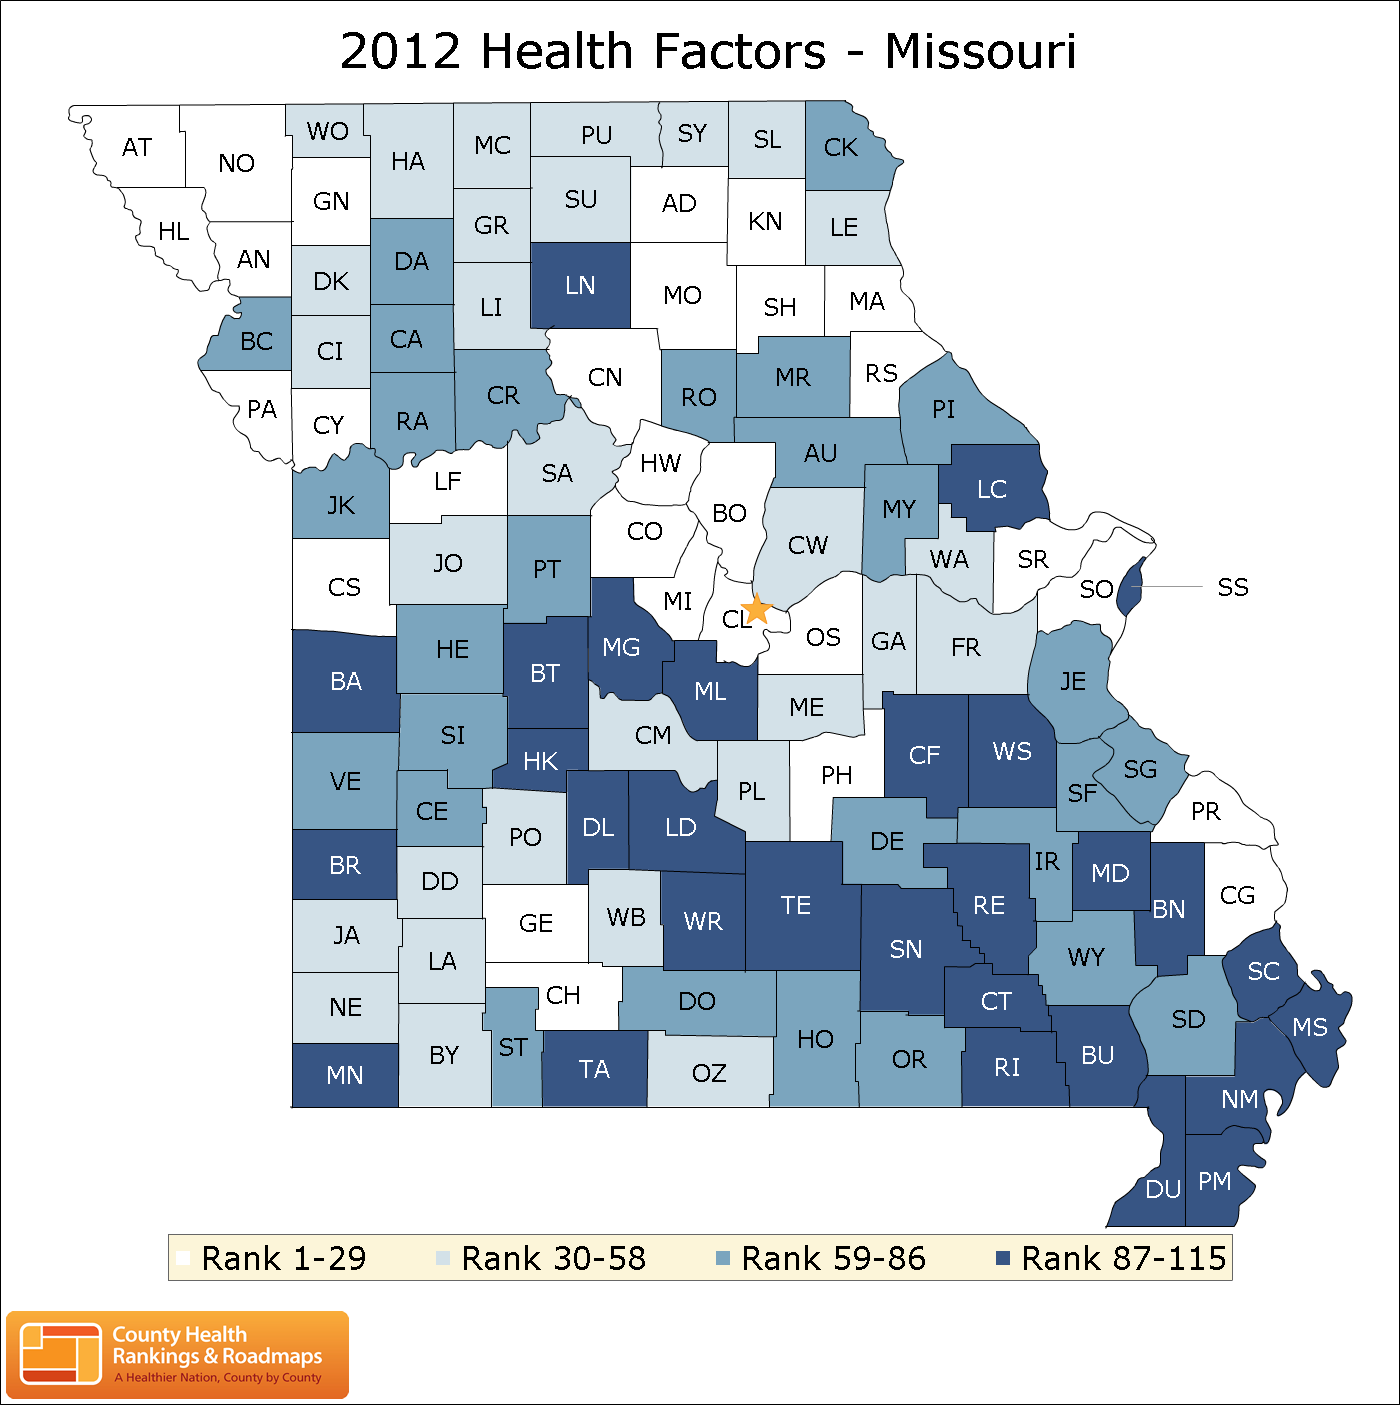 2012 Health Factors - Missouri
AT
NO
WO
HA
MC
PU
SY
SL
CK
GN
GR
SU
AD
KN
LE
HL
AN
DK
DA
LI
LN
MO
SH
MA
BC
CI
CA
CR
CN
RO
MR
RS
PI
PA
CY
RA
SA
HW
BO
AU
LC
JK
LF
CO
CW
MY
WA
SR
SO
SS
CS
JO
PT
MI
CL
OS
GA
FR
BA
HE
BT
MG
ML
ME
JE
VE
SI
HK
CM
PL
PH
CF
WS
SF
SG
PR
BR
CE
PO
DL
LD
DE
IR
MD
BN
CG
JA
DD
GE
WB
WR
TE
RE
WY
SC
NE
LA
CH
DO
SN
CT
SD
MS
MN
BY
ST
TA
OZ
HO
OR
RI
BU
NM
DU
PM
Rank 1-29
Rank 30-58
Rank 59-86
Rank 87-115
County Health
Rankings & Roadmaps
A Healthier Nation, County by County